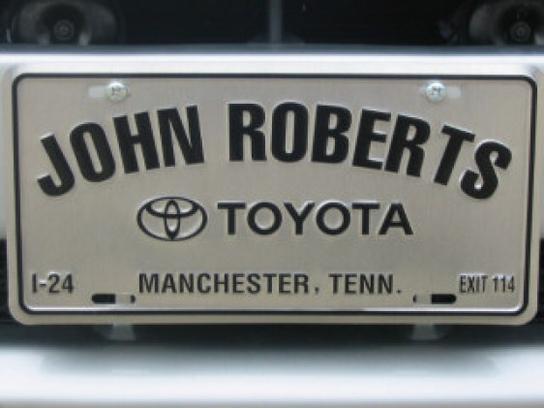 JOHN ROBERTS
TOYOTA
I-24 MANCHESTER, TENN. EXIT 114